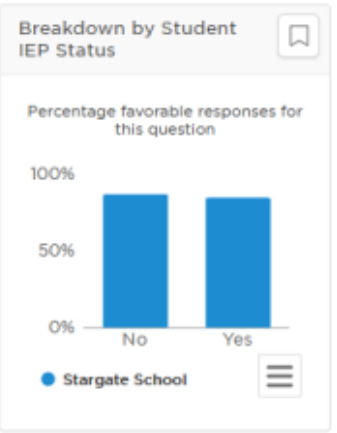 Breakdown by Student
IEP Status
Percentage favorable responses for
this question
100%
50%
0%
No
Yes
Stargate School